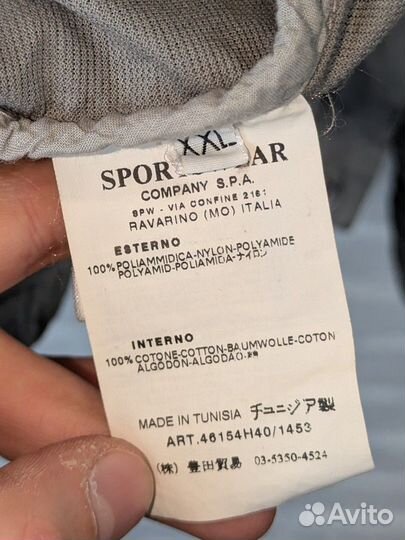 XXL
SPOR WEAR
COMPANY S.P.A.
SPW - VIA CONFINE 2161
RAVARINO (MO) ITALIA
ESTERNO
100% POLIAMMIDICA-NYLON-POLYAMIDE
POLYAMID-POLIAMIDA-ナイロン
INTERNO
100% COTONE-COTTON-BAUMWOLLE-COTON
ALGODON-ALGODAO-綿
MADE IN TUNISIA チュニジア製
ART.46154H40/1453
(株) 豊田貿易 03-5350-4524
Avito